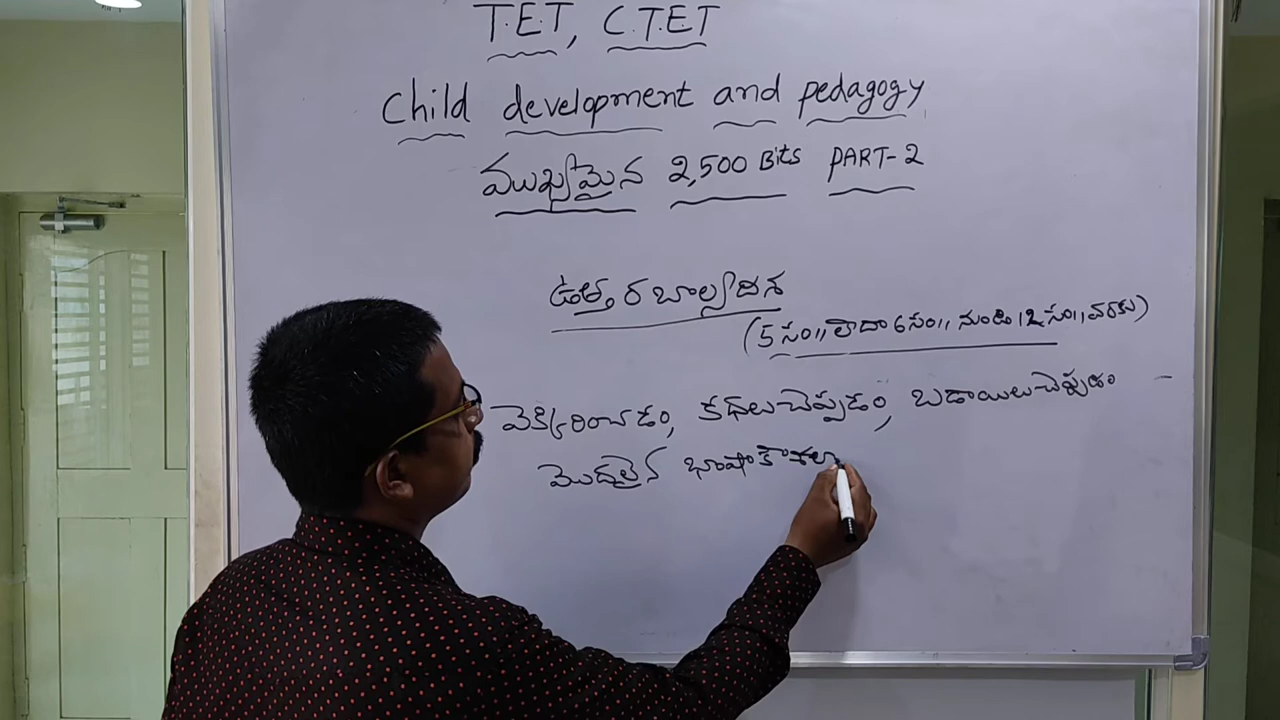 T.E.T, C.T.E.T
Child development and pedagogy
ముఖ్యమైన 2,500 Bits PART-2
ఉత్తర బాల్యదశ
(5 సం,, లేదా 6 సం,, నుండి 12 సం,, వరకు)
వెక్కిరించడం, కథలు చెప్పడం, బడాయిలు చెప్పడం -
మొదలైన భాషా కౌశలా